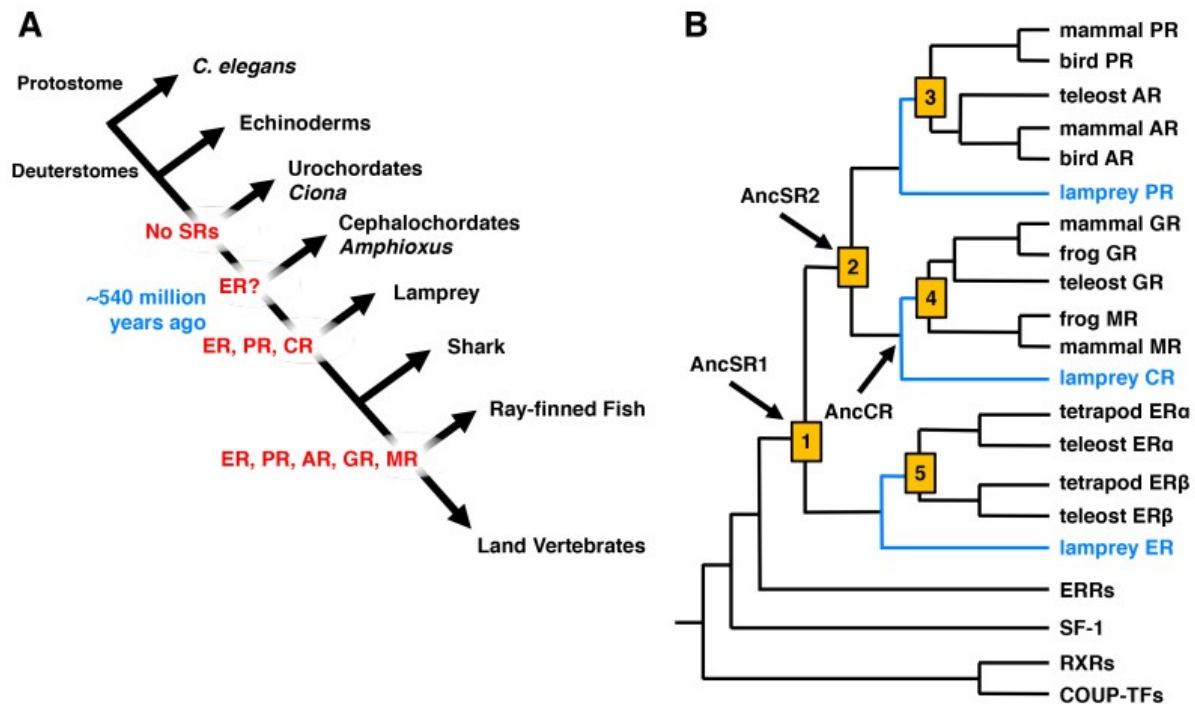 A
Protostome
C. elegans
Echinoderms
Deuterstomes
Urochordates
Ciona
No SRs
Cephalochordates
Amphioxus
ER?
~540 million
years ago
Lamprey
ER, PR, CR
Shark
Ray-finned Fish
ER, PR, AR, GR, MR
Land Vertebrates
B
mammal PR
bird PR
3
teleost AR
mammal AR
bird AR
AncSR2
lamprey PR
mammal GR
2
frog GR
teleost GR
4
frog MR
mammal MR
AncSR1
lamprey CR
AncCR
tetrapod ERα
1
teleost ERα
5
tetrapod ERβ
teleost ERβ
lamprey ER
ERRs
SF-1
RXRs
COUP-TFs